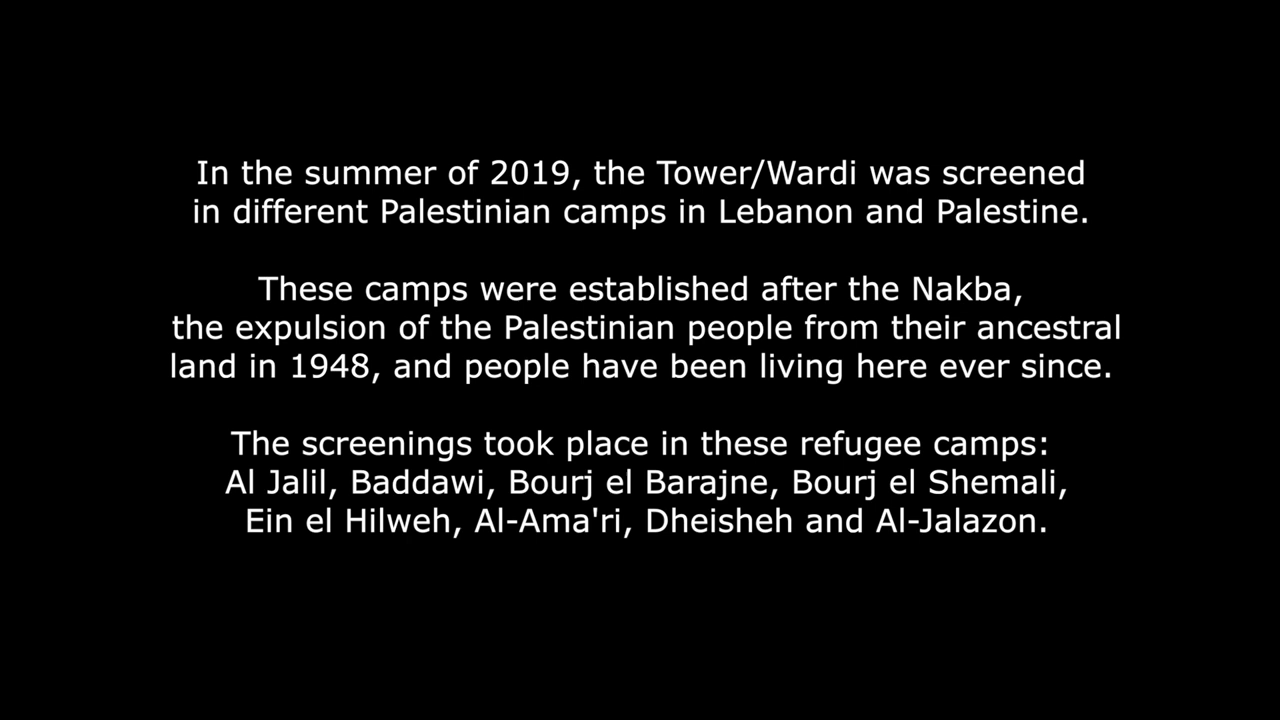 In the summer of 2019, the Tower/Wardi was screened
in different Palestinian camps in Lebanon and Palestine.
These camps were established after the Nakba,
the expulsion of the Palestinian people from their ancestral
land in 1948, and people have been living here ever since.
The screenings took place in these refugee camps:
Al Jalil, Baddawi, Bourj el Barajne, Bourj el Shemali,
Ein el Hilweh, Al-Ama'ri, Dheisheh and Al-Jalazon.